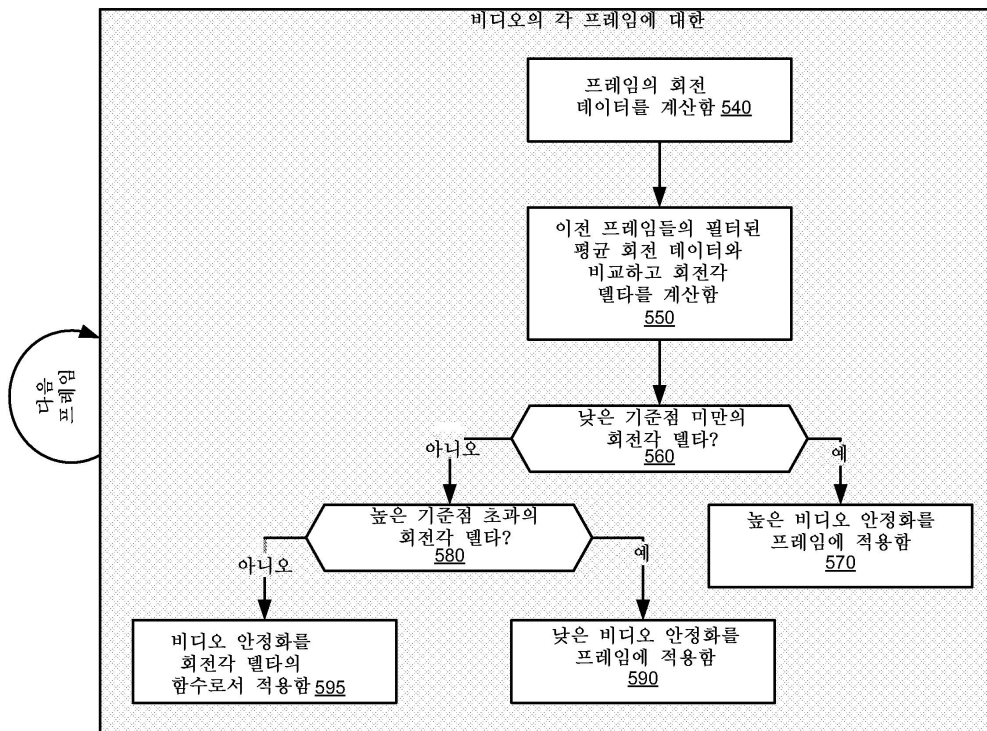 비디오의 각 프레임에 대한
프레임의 회전
데이터를 계산함 540
이전 프레임들의 필터된
평균 회전 데이터와
비교하고 회전각
델타를 계산함
550
다음
프레임
낮은 기준점 미만의
회전각 델타?
560
아니오
예
높은 기준점 초과의
회전각 델타?
580
높은 비디오 안정화를
프레임에 적용함
570
아니오
예
비디오 안정화를
회전각 델타의
함수로서 적용함 595
낮은 비디오 안정화를
프레임에 적용함
590